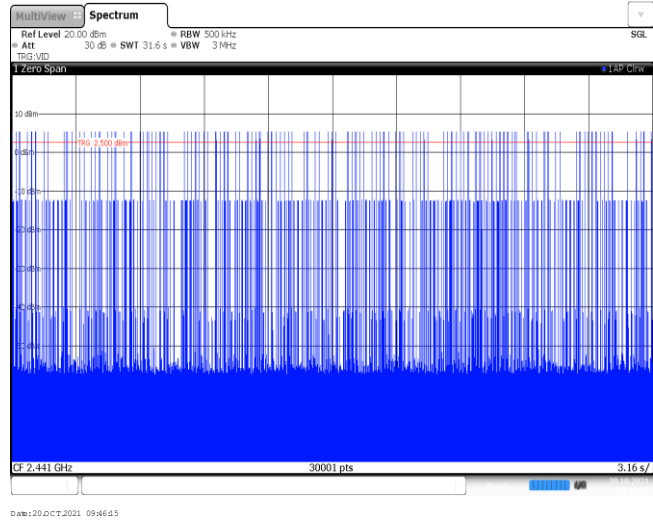 MultiView Spectrum
Ref Level 20.00 dBm RBW 500 kHz SGL
Att 30 dB SWT 31.6 s VBW 3 MHz
TRG:VID
1 Zero Span 1AP Clrw
10 dBm
TRG 2.500 dBm
0 dBm
-10 dBm
-20 dBm
-30 dBm
-40 dBm
-50 dBm
CF 2.441 GHz 30001 pts 3.16 s/
20.10.2021
Date:20.OCT.2021 09:46:15